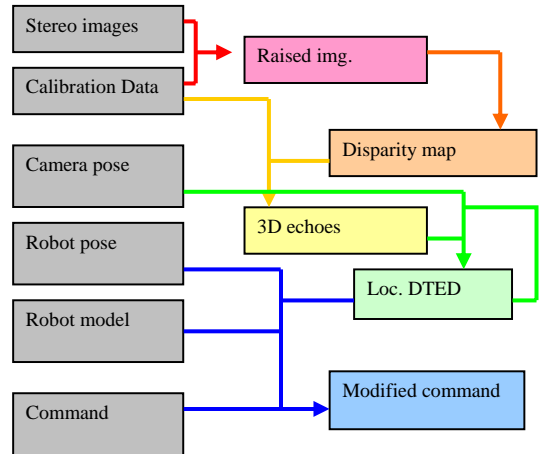 Stereo images
Raised img.
Calibration Data
Disparity map
Camera pose
3D echoes
Robot pose
Loc. DTED
Robot model
Modified command
Command